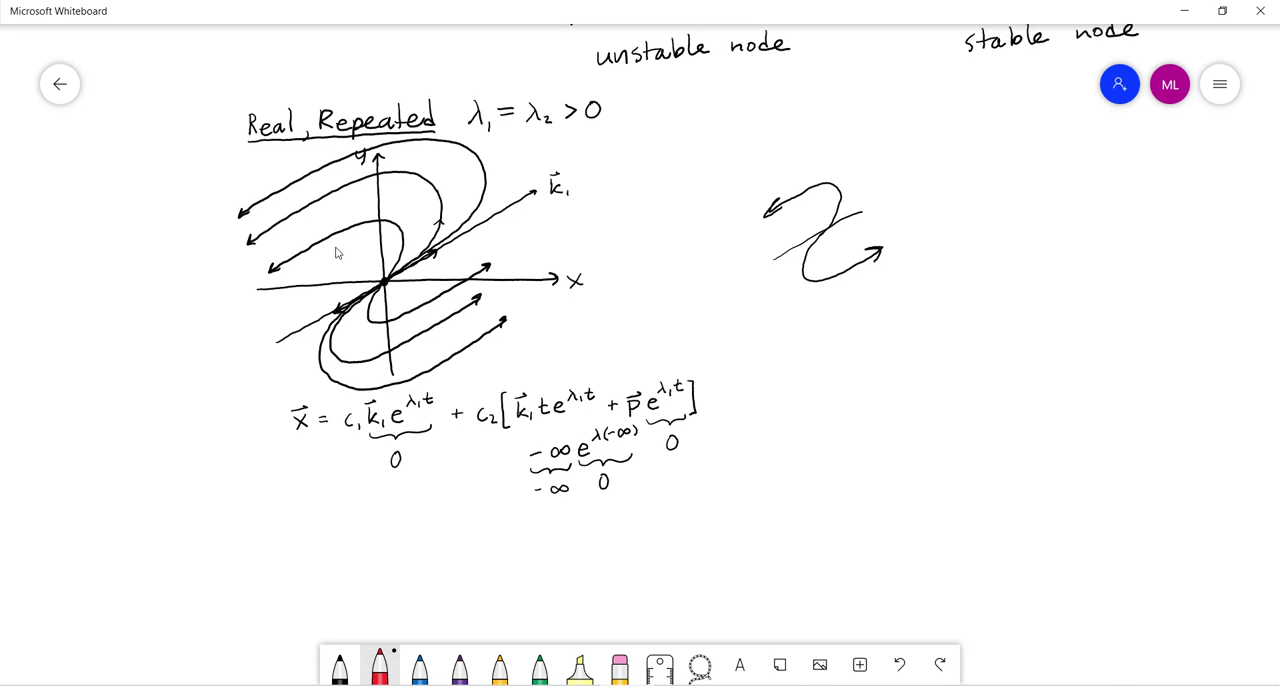 Microsoft Whiteboard
unstable node
stable node
ML
Real, Repeated λ₁ = λ₂ > 0
y
k⃗₁
x
x⃗ = c₁k⃗₁e^{λ₁t} + c₂[k⃗₁te^{λ₁t} + p⃗e^{λ₁t}]
-∞e^{λ(-∞)}
0
0
-∞ 0
A